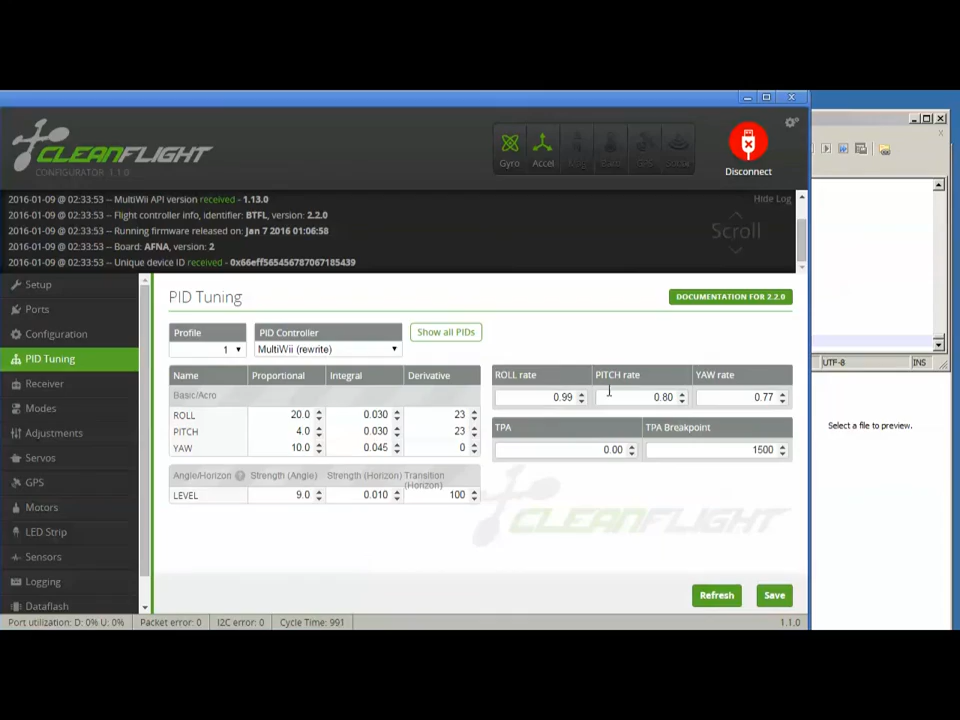 CLEANFLIGHT
CONFIGURATOR 1.1.0
Gyro Accel Mag Baro GPS Sonar
Disconnect
2016-01-09 @ 02:33:53 -- MultiWii API version received - 1.13.0
Hide Log
2016-01-09 @ 02:33:53 -- Flight controller info, identifier: BTFL, version: 2.2.0
2016-01-09 @ 02:33:53 -- Running firmware released on: Jan 7 2016 01:06:58
Scroll
2016-01-09 @ 02:33:53 -- Board: AFNA, version: 2
2016-01-09 @ 02:33:53 -- Unique device ID received - 0x66eff565456787067185439
Setup
Ports
Configuration
PID Tuning
Receiver
Modes
Adjustments
Servos
GPS
Motors
LED Strip
Sensors
Logging
Dataflash
PID Tuning
DOCUMENTATION FOR 2.2.0
Profile PID Controller Show all PIDs
1 MultiWii (rewrite)
Name Proportional Integral Derivative
Basic/Acro
ROLL 20.0 0.030 23
PITCH 4.0 0.030 23
YAW 10.0 0.045 0
Angle/Horizon ? Strength (Angle) Strength (Horizon) Transition (Horizon)
LEVEL 9.0 0.010 100
ROLL rate PITCH rate YAW rate
0.99 0.80 0.77
TPA TPA Breakpoint
0.00 1500
CLEANFLIGHT
Refresh Save
Port utilization: D: 0% U: 0% Packet error: 0 I2C error: 0 Cycle Time: 991 1.1.0
UTF-8 INS
Select a file to preview.